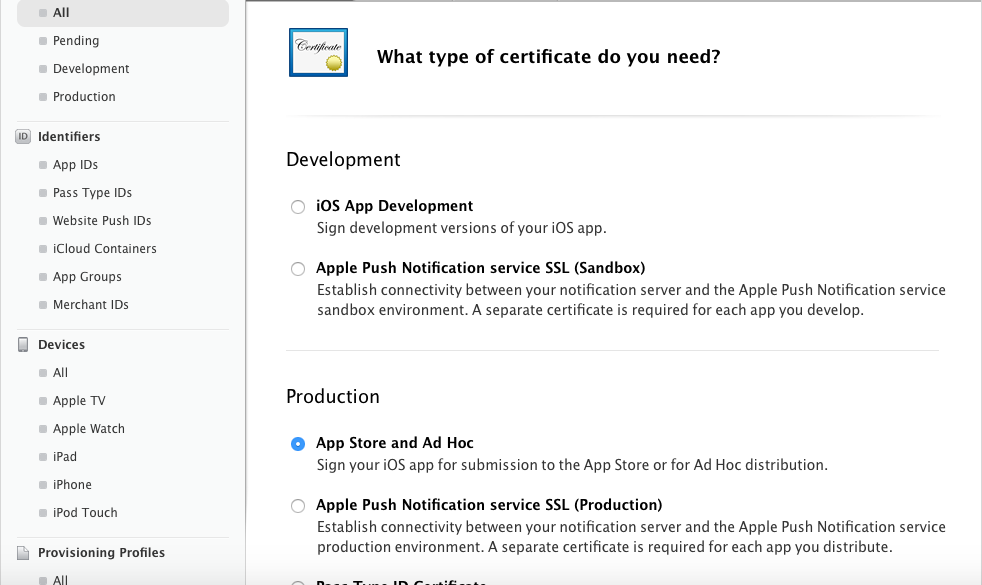 All
Pending
Development
Production
ID Identifiers
App IDs
Pass Type IDs
Website Push IDs
iCloud Containers
App Groups
Merchant IDs
Devices
All
Apple TV
Apple Watch
iPad
iPhone
iPod Touch
Provisioning Profiles
All
Certificate
What type of certificate do you need?
Development
iOS App Development
Sign development versions of your iOS app.
Apple Push Notification service SSL (Sandbox)
Establish connectivity between your notification server and the Apple Push Notification service
sandbox environment. A separate certificate is required for each app you develop.
Production
App Store and Ad Hoc
Sign your iOS app for submission to the App Store or for Ad Hoc distribution.
Apple Push Notification service SSL (Production)
Establish connectivity between your notification server and the Apple Push Notification service
production environment. A separate certificate is required for each app you distribute.
Pass Type ID Certificate